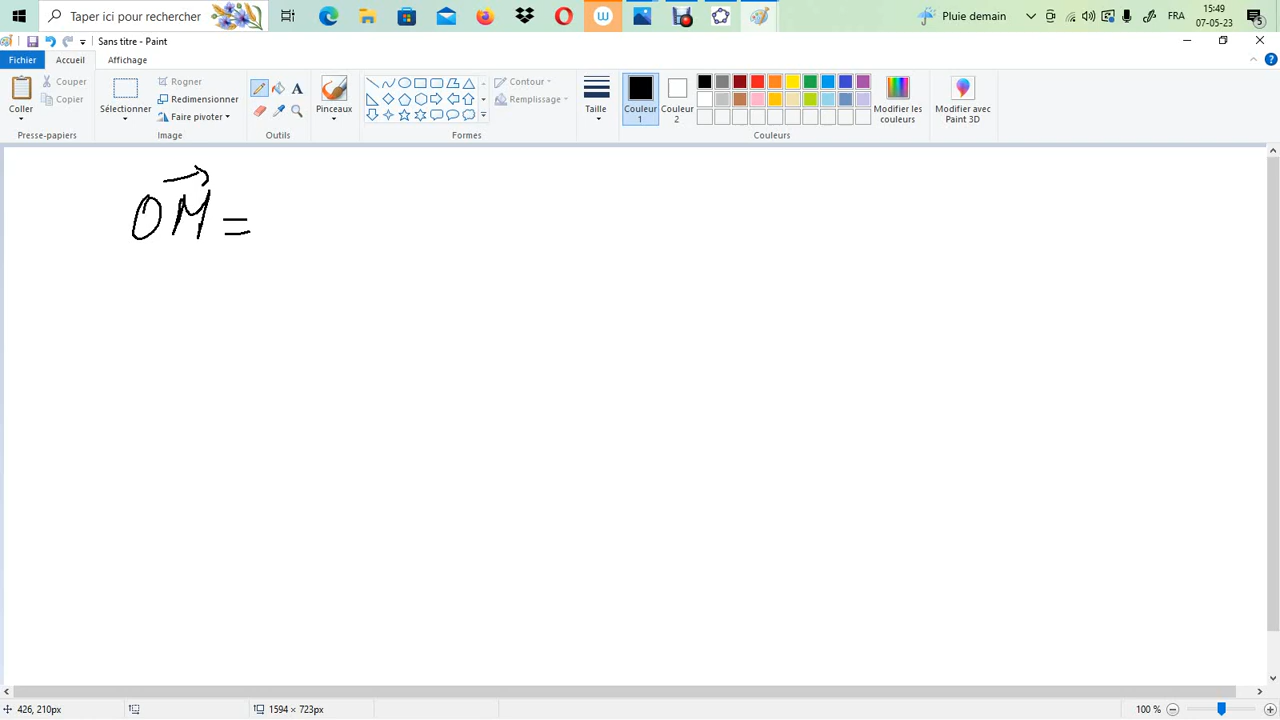 Taper ici pour rechercher
Pluie demain
FRA
15:49
07-05-23
5
Sans titre - Paint
Fichier
Accueil
Affichage
Coller
Couper
Copier
Presse-papiers
Sélectionner
Rogner
Redimensionner
Faire pivoter
Image
A
Outils
Pinceaux
Contour
Remplissage
Formes
Taille
Couleur 1
Couleur 2
Modifier les couleurs
Couleurs
Modifier avec Paint 3D
OM⃗ =
426, 210px
1594 × 723px
100 %